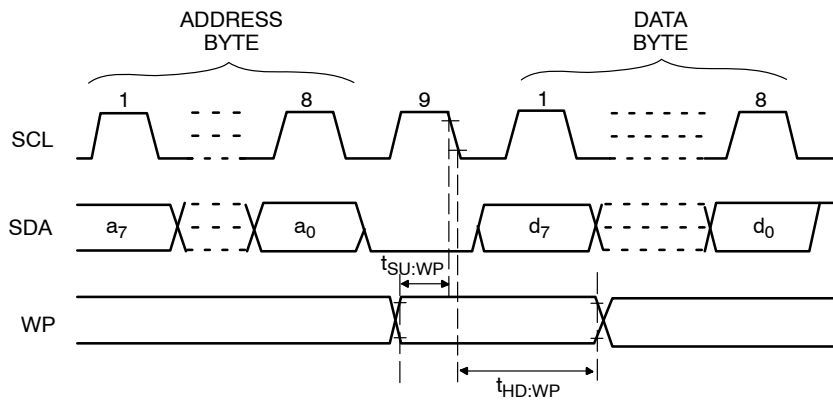 ADDRESS
BYTE
DATA
BYTE
1
8
9
1
8
SCL
SDA
a7
a0
d7
d0
tSU:WP
WP
tHD:WP